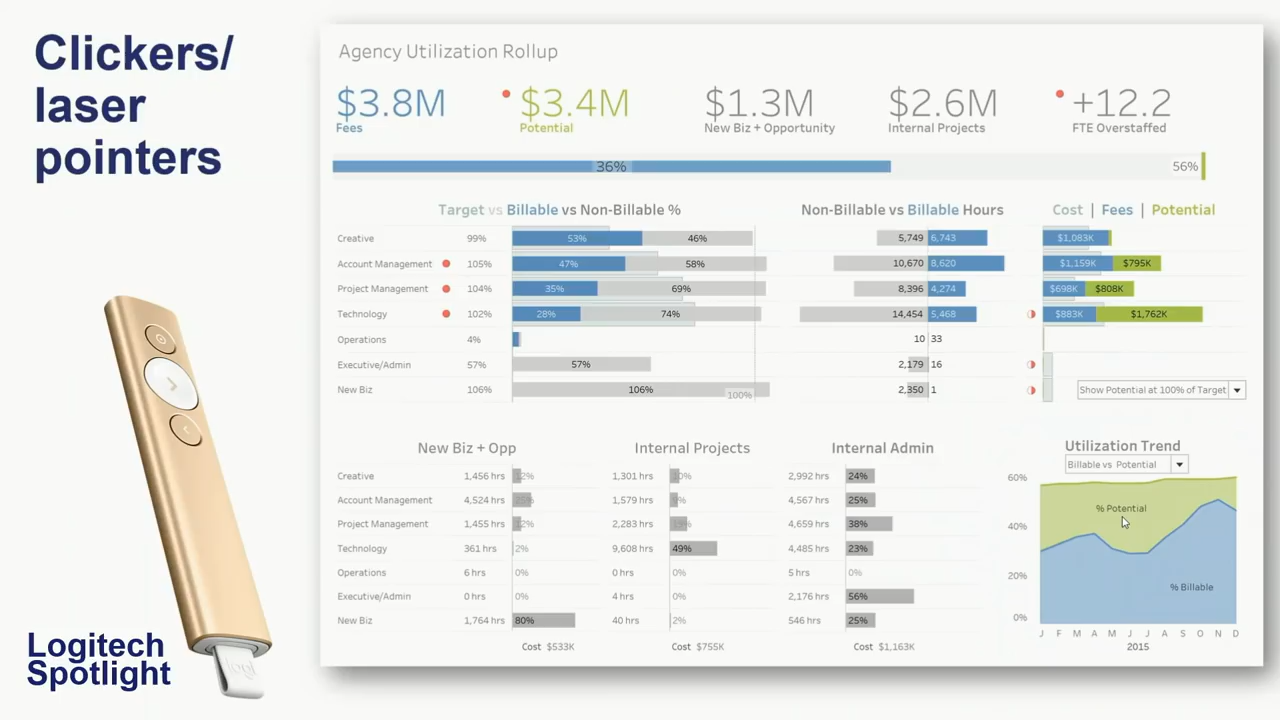 Clickers/
laser
pointers
Logitech
Spotlight
logi
Agency Utilization Rollup
$3.8M $3.4M $1.3M $2.6M +12.2
Fees Potential New Biz + Opportunity Internal Projects FTE Overstaffed
36% 56%
Target vs Billable vs Non-Billable % Non-Billable vs Billable Hours Cost | Fees | Potential
Creative 99% 53% 46% 5,749 6,743 $1,083K
Account Management 105% 47% 58% 10,670 8,620 $1,159K $795K
Project Management 104% 35% 69% 8,396 4,274 $698K $808K
Technology 102% 28% 74% 14,454 5,468 $883K $1,762K
Operations 4% 10 33
Executive/Admin 57% 57% 2,179 16
New Biz 106% 106% 100% 2,350 1 Show Potential at 100% of Target
New Biz + Opp Internal Projects Internal Admin Utilization Trend
Billable vs Potential
Creative 1,456 hrs 12% 1,301 hrs 10% 2,992 hrs 24% 60%
Account Management 4,524 hrs 25% 1,579 hrs 9% 4,567 hrs 25% % Potential
Project Management 1,455 hrs 12% 2,283 hrs 19% 4,659 hrs 38% 40%
Technology 361 hrs 2% 9,608 hrs 49% 4,485 hrs 23%
Operations 6 hrs 0% 0 hrs 0% 5 hrs 0% 20%
Executive/Admin 0 hrs 0% 4 hrs 0% 2,176 hrs 56% % Billable
New Biz 1,764 hrs 80% 40 hrs 2% 546 hrs 25% 0%
J F M A M J J A S O N D
Cost $533K Cost $755K Cost $1,163K 2015